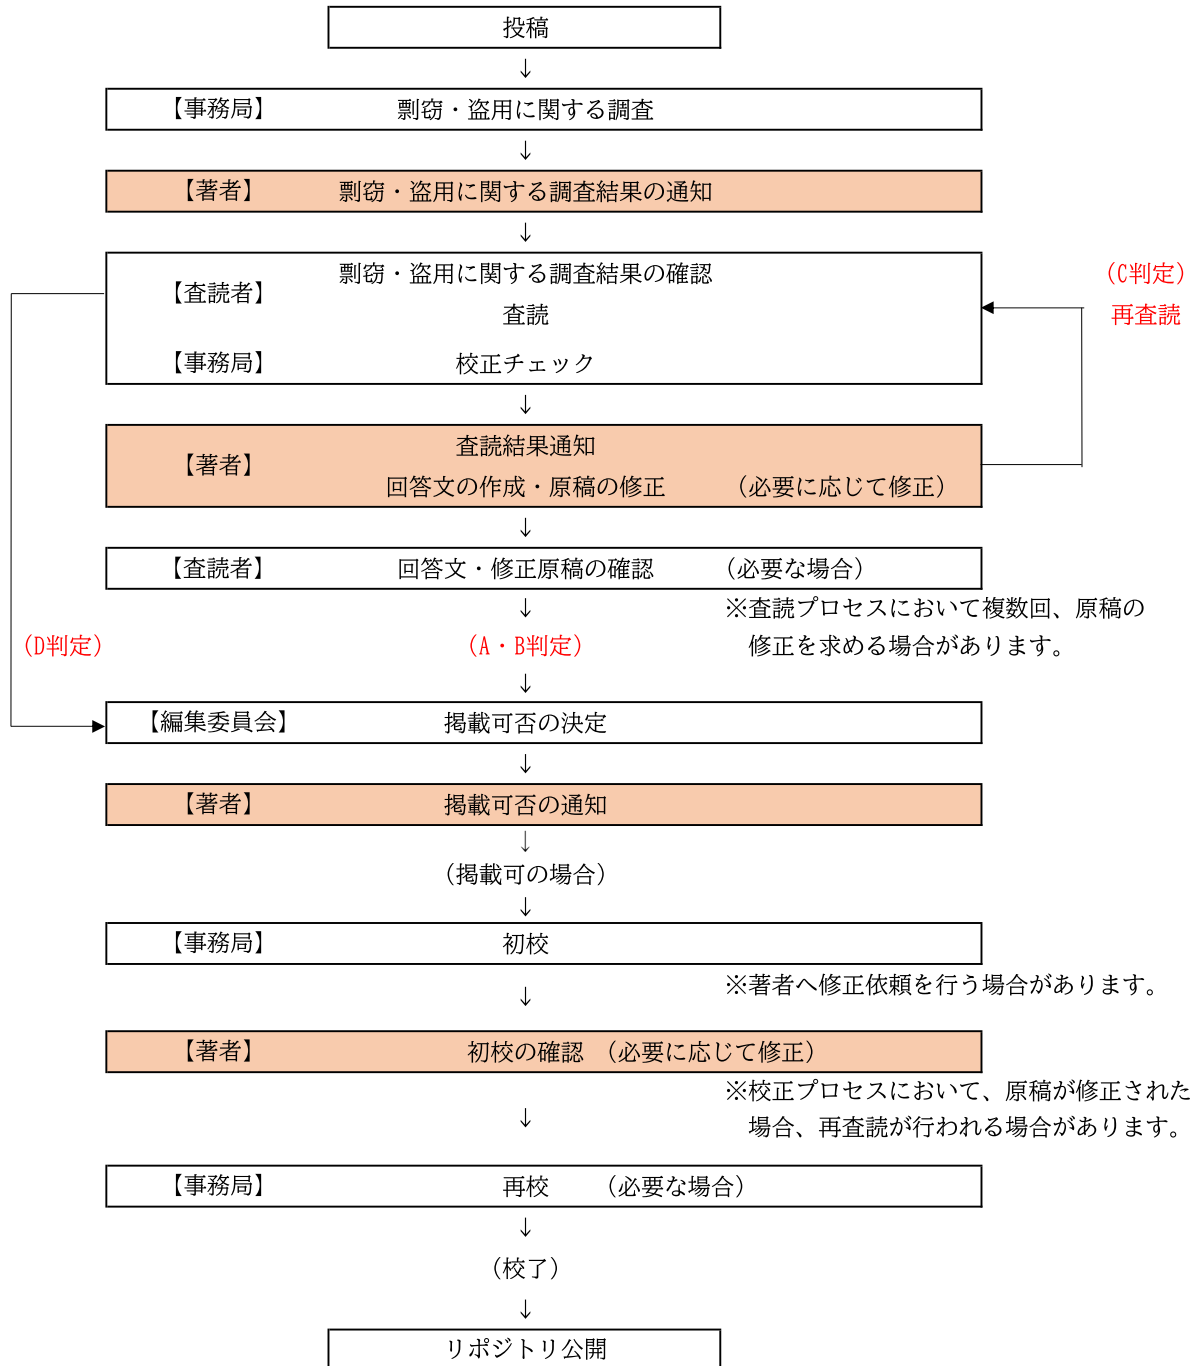 投稿
↓
【事務局】 剽窃・盗用に関する調査
↓
【著者】 剽窃・盗用に関する調査結果の通知
↓
剽窃・盗用に関する調査結果の確認
【査読者】
査読
【事務局】 校正チェック
（C判定）
再査読
↓
査読結果通知
【著者】
回答文の作成・原稿の修正 （必要に応じて修正）
↓
【査読者】 回答文・修正原稿の確認 （必要な場合）
↓
※査読プロセスにおいて複数回、原稿の
修正を求める場合があります。
（D判定）
（A・B判定）
↓
【編集委員会】 掲載可否の決定
↓
【著者】 掲載可否の通知
↓
（掲載可の場合）
↓
【事務局】 初校
※著者へ修正依頼を行う場合があります。
↓
【著者】 初校の確認 （必要に応じて修正）
※校正プロセスにおいて、原稿が修正された
場合、再査読が行われる場合があります。
↓
【事務局】 再校 （必要な場合）
↓
（校了）
↓
リポジトリ公開